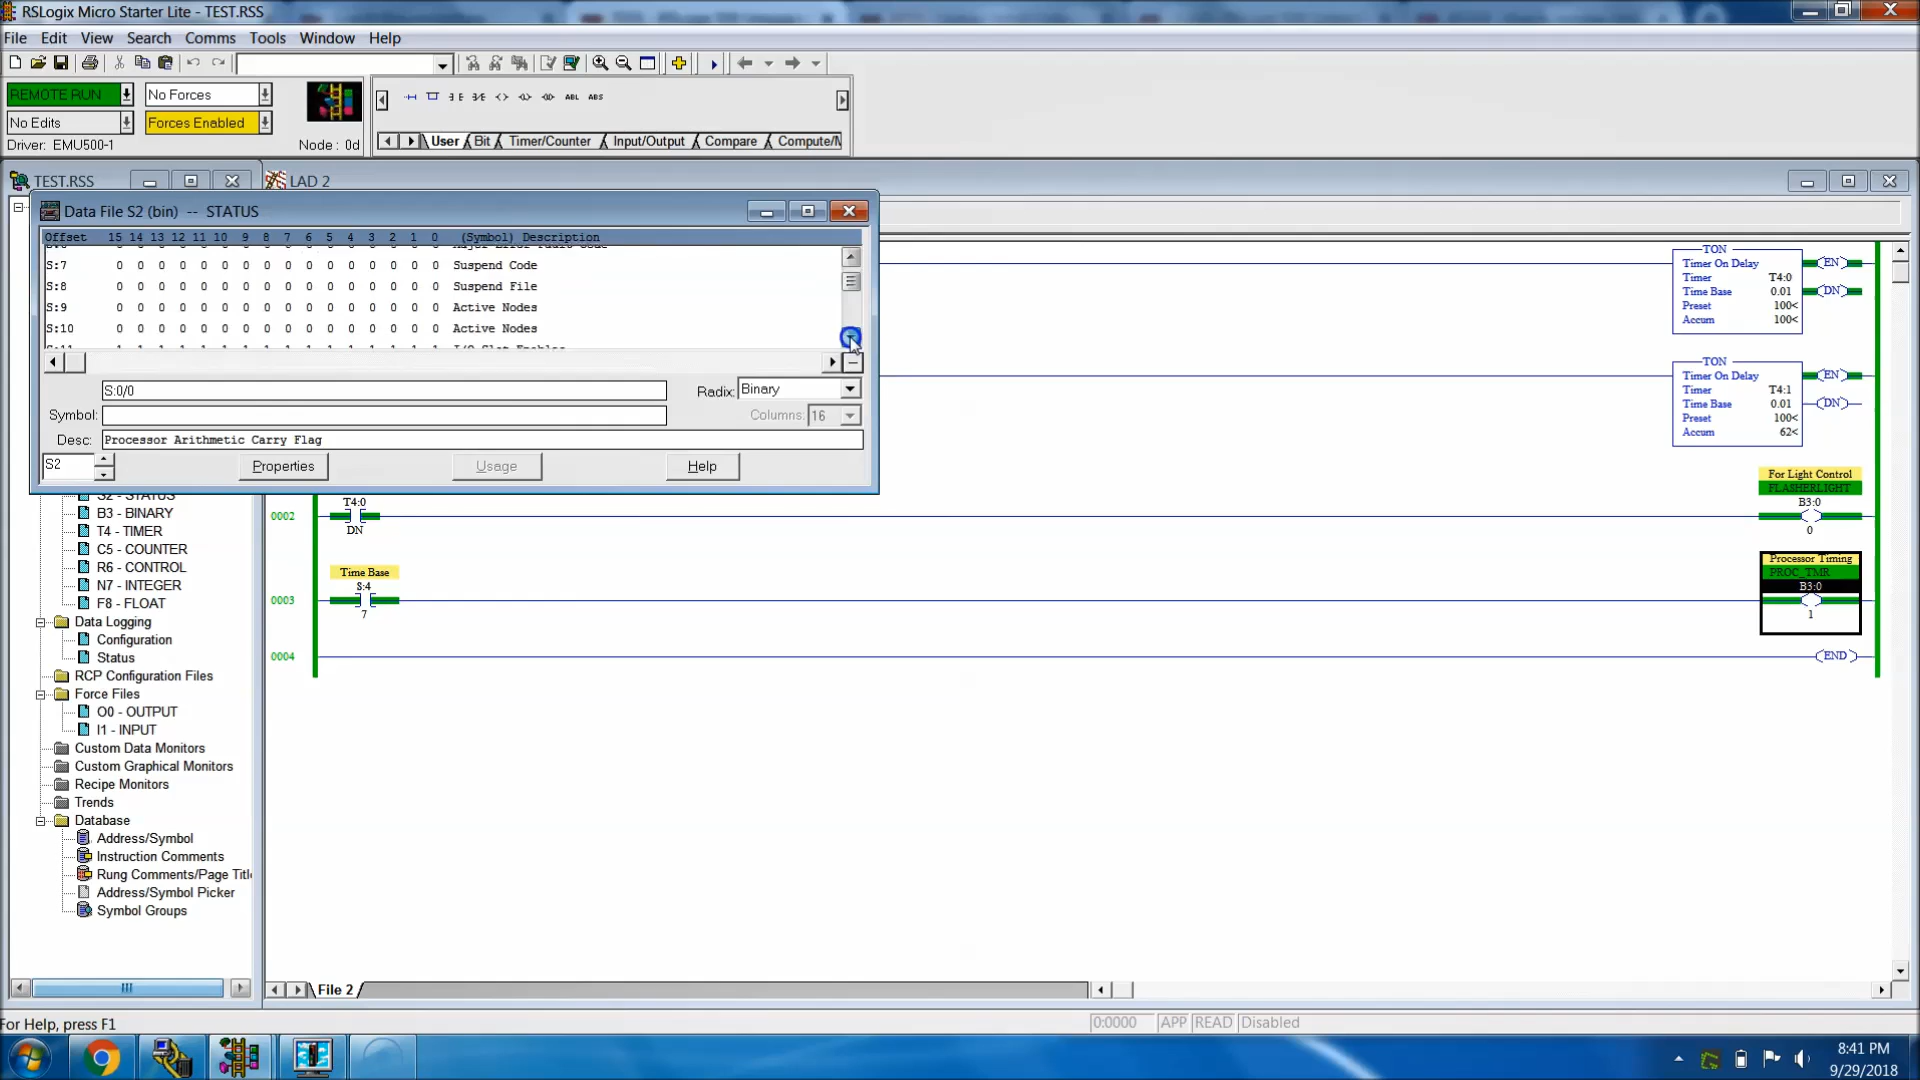 RSLogix Micro Starter Lite - TEST.RSS
File Edit View Search Comms Tools Window Help
REMOTE RUN No Forces
No Edits Forces Enabled
Driver: EMU500-1 Node : 0d
ABL ABS
User Bit Timer/Counter Input/Output Compare Compute/M
TEST.RSS
LAD 2
Data File S2 (bin) -- STATUS
Offset 15 14 13 12 11 10 9 8 7 6 5 4 3 2 1 0 (Symbol) Description
S:7 0 0 0 0 0 0 0 0 0 0 0 0 0 0 0 0 Suspend Code
S:8 0 0 0 0 0 0 0 0 0 0 0 0 0 0 0 0 Suspend File
S:9 0 0 0 0 0 0 0 0 0 0 0 0 0 0 0 0 Active Nodes
S:10 0 0 0 0 0 0 0 0 0 0 0 0 0 0 0 0 Active Nodes
S:0/0
Radix: Binary
Symbol:
Columns: 16
Desc: Processor Arithmetic Carry Flag
S2
Properties Usage Help
TON
Timer On Delay EN
Timer T4:0
Time Base 0.01 DN
Preset 100<
Accum 100<
TON
Timer On Delay EN
Timer T4:1
Time Base 0.01 DN
Preset 100<
Accum 62<
S2 - STATUS
B3 - BINARY
T4 - TIMER
C5 - COUNTER
R6 - CONTROL
N7 - INTEGER
F8 - FLOAT
Data Logging
Configuration
Status
RCP Configuration Files
Force Files
O0 - OUTPUT
I1 - INPUT
Custom Data Monitors
Custom Graphical Monitors
Recipe Monitors
Trends
Database
Address/Symbol
Instruction Comments
Rung Comments/Page Title
Address/Symbol Picker
Symbol Groups
For Light Control
FLASHERLIGHT
T4:0 B3:0
0002
DN 0
Time Base
S:4
0003
7
Processor Timing
PROC_TMR
B3:0
1
0004 END
File 2
For Help, press F1
0:0000 APP READ Disabled
8:41 PM
9/29/2018